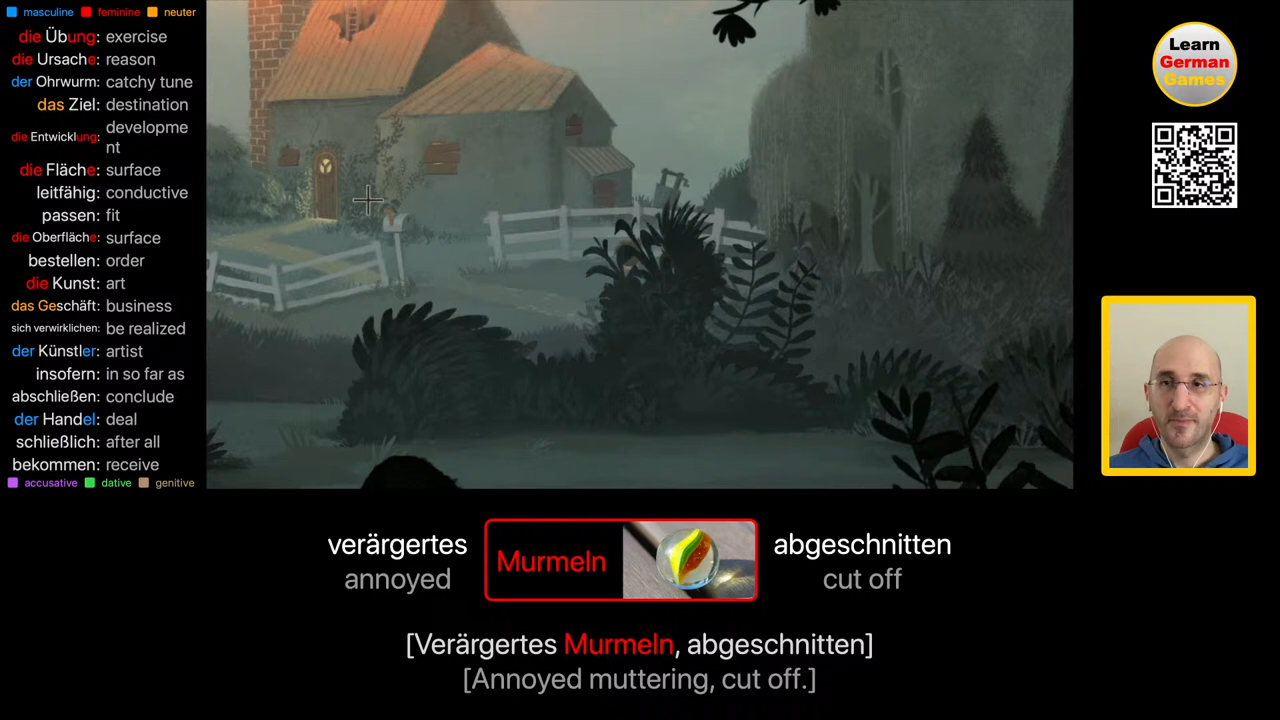 masculine feminine neuter
die Übung: exercise
die Ursache: reason
der Ohrwurm: catchy tune
das Ziel: destination
die Entwicklung: developme
nt
die Fläche: surface
leitfähig: conductive
passen: fit
die Oberfläche: surface
bestellen: order
die Kunst: art
das Geschäft: business
sich verwirklichen: be realized
der Künstler: artist
insofern: in so far as
abschließen: conclude
der Handel: deal
schließlich: after all
bekommen: receive
accusative dative genitive
Learn
German
Games
verärgertes Murmeln abgeschnitten
annoyed cut off
[Verärgertes Murmeln, abgeschnitten]
[Annoyed muttering, cut off.]